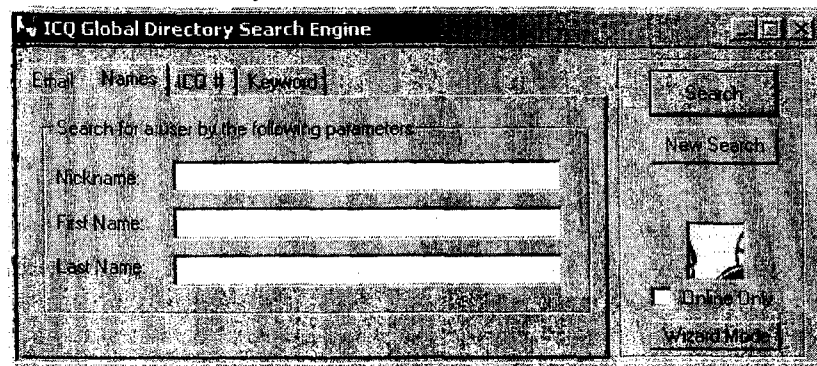 ICQ Global Directory Search Engine
Email Names ICQ # Keyword
Search for a user by the following parameters
Nickname:
First Name:
Last Name:
Search
New Search
Online Only
Wizard Mode